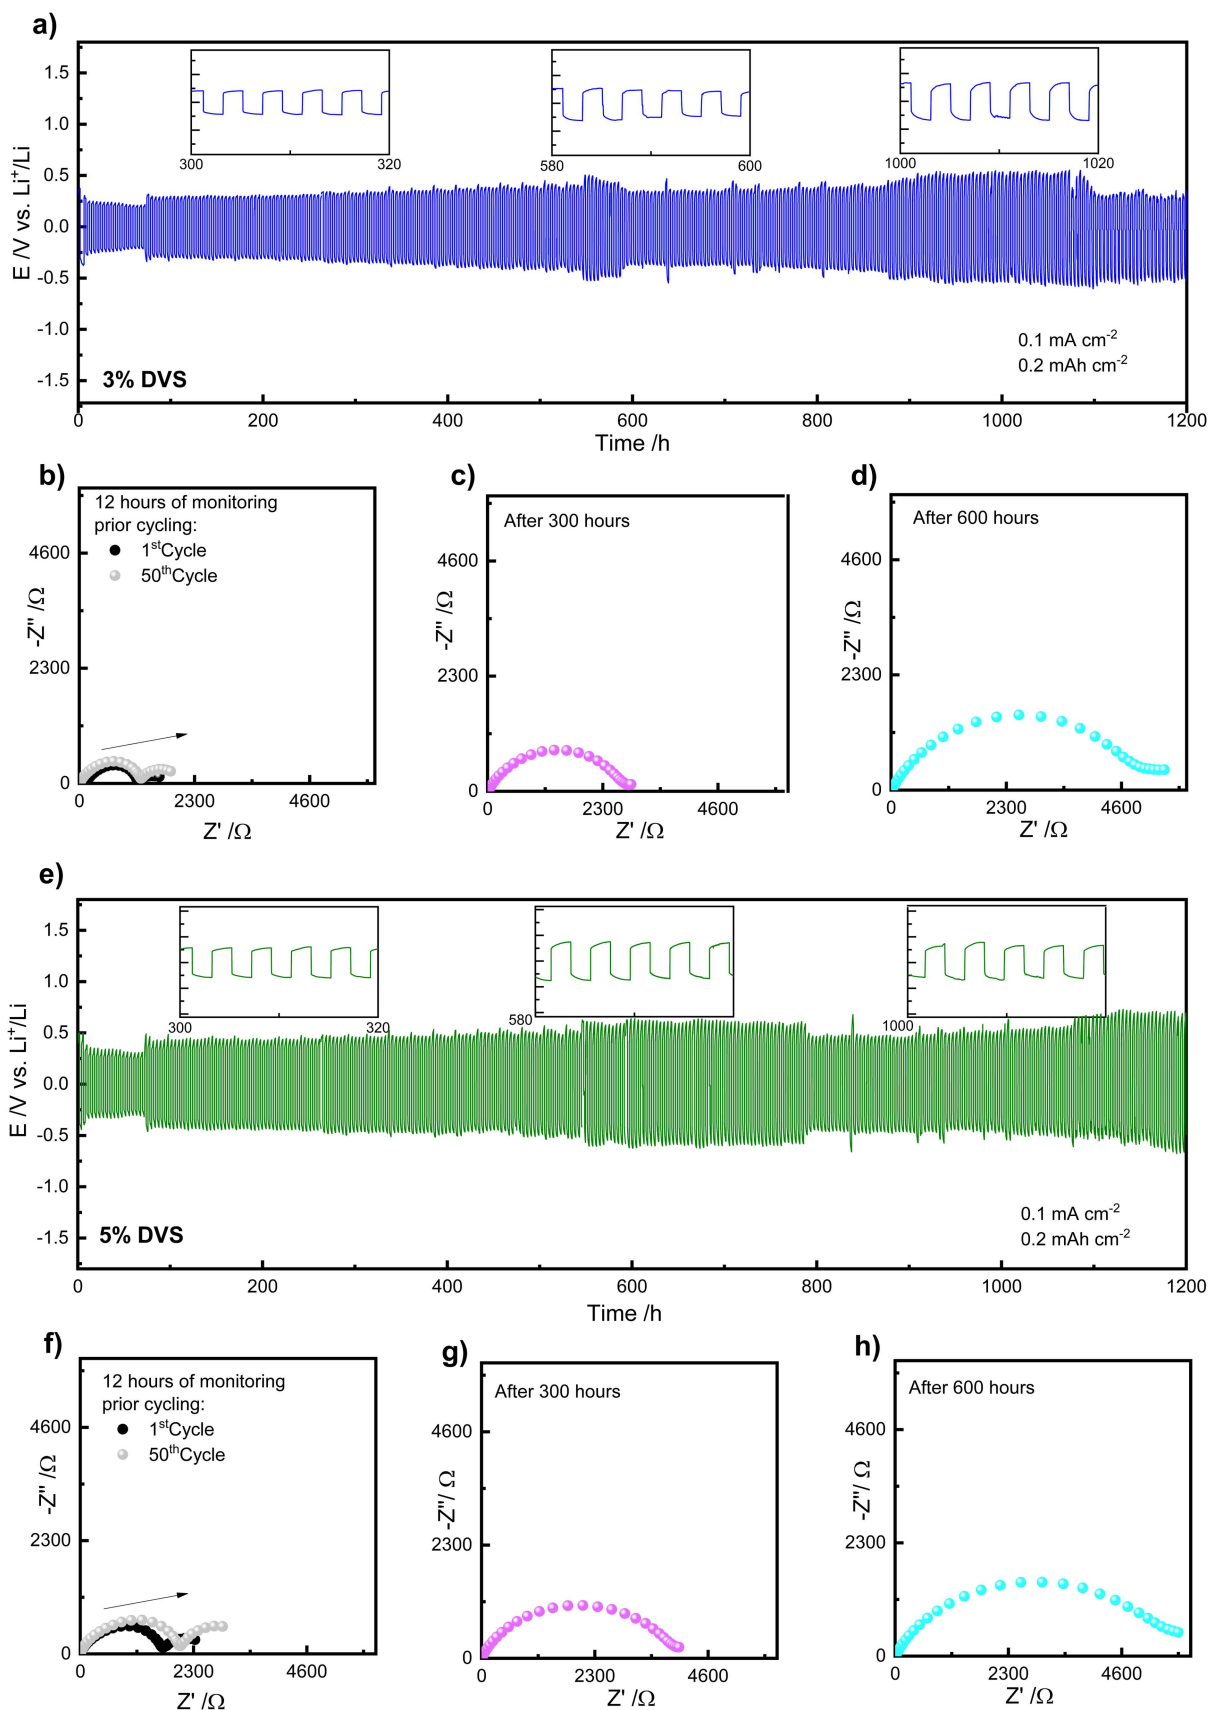 a)
1.5
1.0
0.5
0.0
-0.5
-1.0
-1.5
E /V vs. Li⁺/Li
300
320
580
600
1000
1020
0.1 mA cm⁻²
0.2 mAh cm⁻²
3% DVS
0
200
400
600
800
1000
1200
Time /h
b)
12 hours of monitoring
prior cycling:
1ˢᵗCycle
50ᵗʰCycle
4600
2300
0
-Z'' /Ω
0
2300
4600
Z' /Ω
c)
After 300 hours
4600
2300
0
-Z'' /Ω
0
2300
4600
Z' /Ω
d)
After 600 hours
4600
2300
0
-Z'' /Ω
0
2300
4600
Z' /Ω
e)
1.5
1.0
0.5
0.0
-0.5
-1.0
-1.5
E /V vs. Li⁺/Li
300
320
580
1000
0.1 mA cm⁻²
0.2 mAh cm⁻²
5% DVS
0
200
400
600
800
1000
1200
Time /h
f)
12 hours of monitoring
prior cycling:
1ˢᵗCycle
50ᵗʰCycle
4600
2300
0
-Z'' /Ω
0
2300
4600
Z' /Ω
g)
After 300 hours
4600
2300
0
-Z''/ Ω
0
2300
4600
Z' /Ω
h)
After 600 hours
4600
2300
0
-Z''/ Ω
0
2300
4600
Z' /Ω